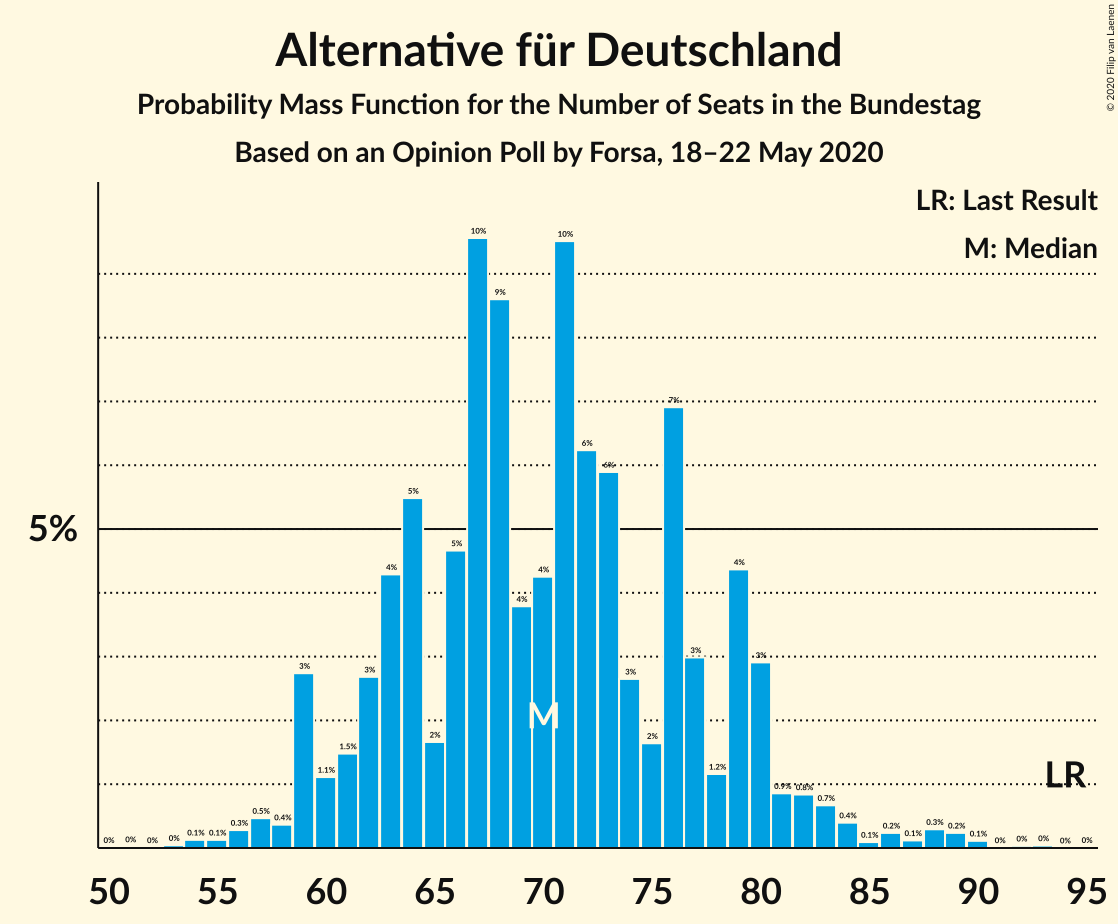 Alternative für Deutschland
Probability Mass Function for the Number of Seats in the Bundestag
Based on an Opinion Poll by Forsa, 18–22 May 2020
© 2020 Filip van Laenen
LR: Last Result
M: Median
5%
0% 0% 0% 0% 0.1% 0.1% 0.3% 0.5% 0.4% 3% 1.1% 1.5% 3% 4% 5% 2% 5% 10% 9% 4% 4% 10% 6% 6% 3% 2% 7% 3% 1.2% 4% 3% 0.9% 0.8% 0.7% 0.4% 0.1% 0.2% 0.1% 0.3% 0.2% 0.1% 0% 0% 0% 0% 0%
M
LR
50 55 60 65 70 75 80 85 90 95